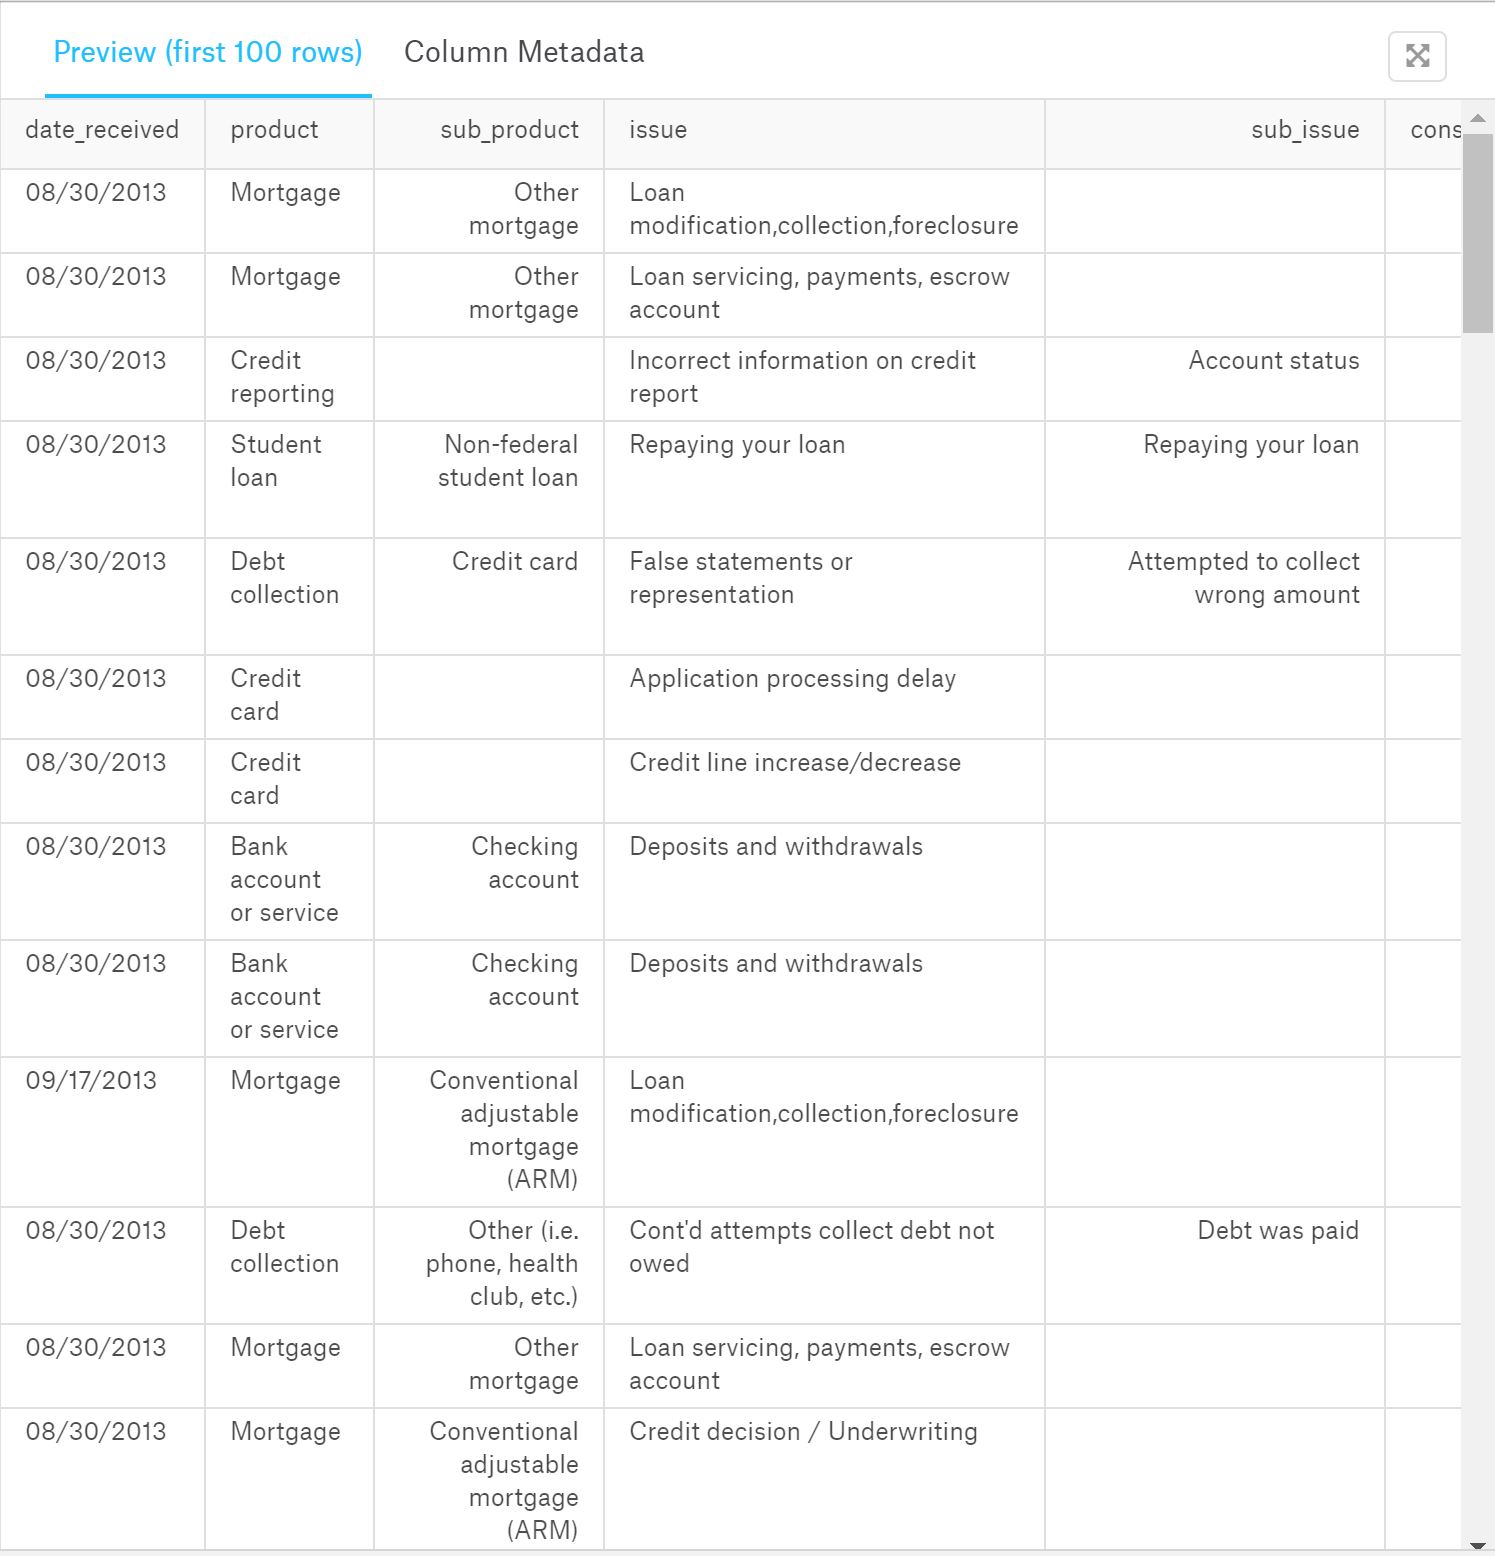 Preview (first 100 rows) Column Metadata
date_received product sub_product issue sub_issue cons
08/30/2013 Mortgage Other Loan
mortgage modification,collection,foreclosure
08/30/2013 Mortgage Other Loan servicing, payments, escrow
mortgage account
08/30/2013 Credit Incorrect information on credit Account status
reporting report
08/30/2013 Student Non-federal Repaying your loan Repaying your loan
loan student loan
08/30/2013 Debt Credit card False statements or Attempted to collect
collection representation wrong amount
08/30/2013 Credit Application processing delay
card
08/30/2013 Credit Credit line increase/decrease
card
08/30/2013 Bank Checking Deposits and withdrawals
account account
or service
08/30/2013 Bank Checking Deposits and withdrawals
account account
or service
09/17/2013 Mortgage Conventional Loan
adjustable modification,collection,foreclosure
mortgage
(ARM)
08/30/2013 Debt Other (i.e. Cont'd attempts collect debt not Debt was paid
collection phone, health owed
club, etc.)
08/30/2013 Mortgage Other Loan servicing, payments, escrow
mortgage account
08/30/2013 Mortgage Conventional Credit decision / Underwriting
adjustable
mortgage
(ARM)